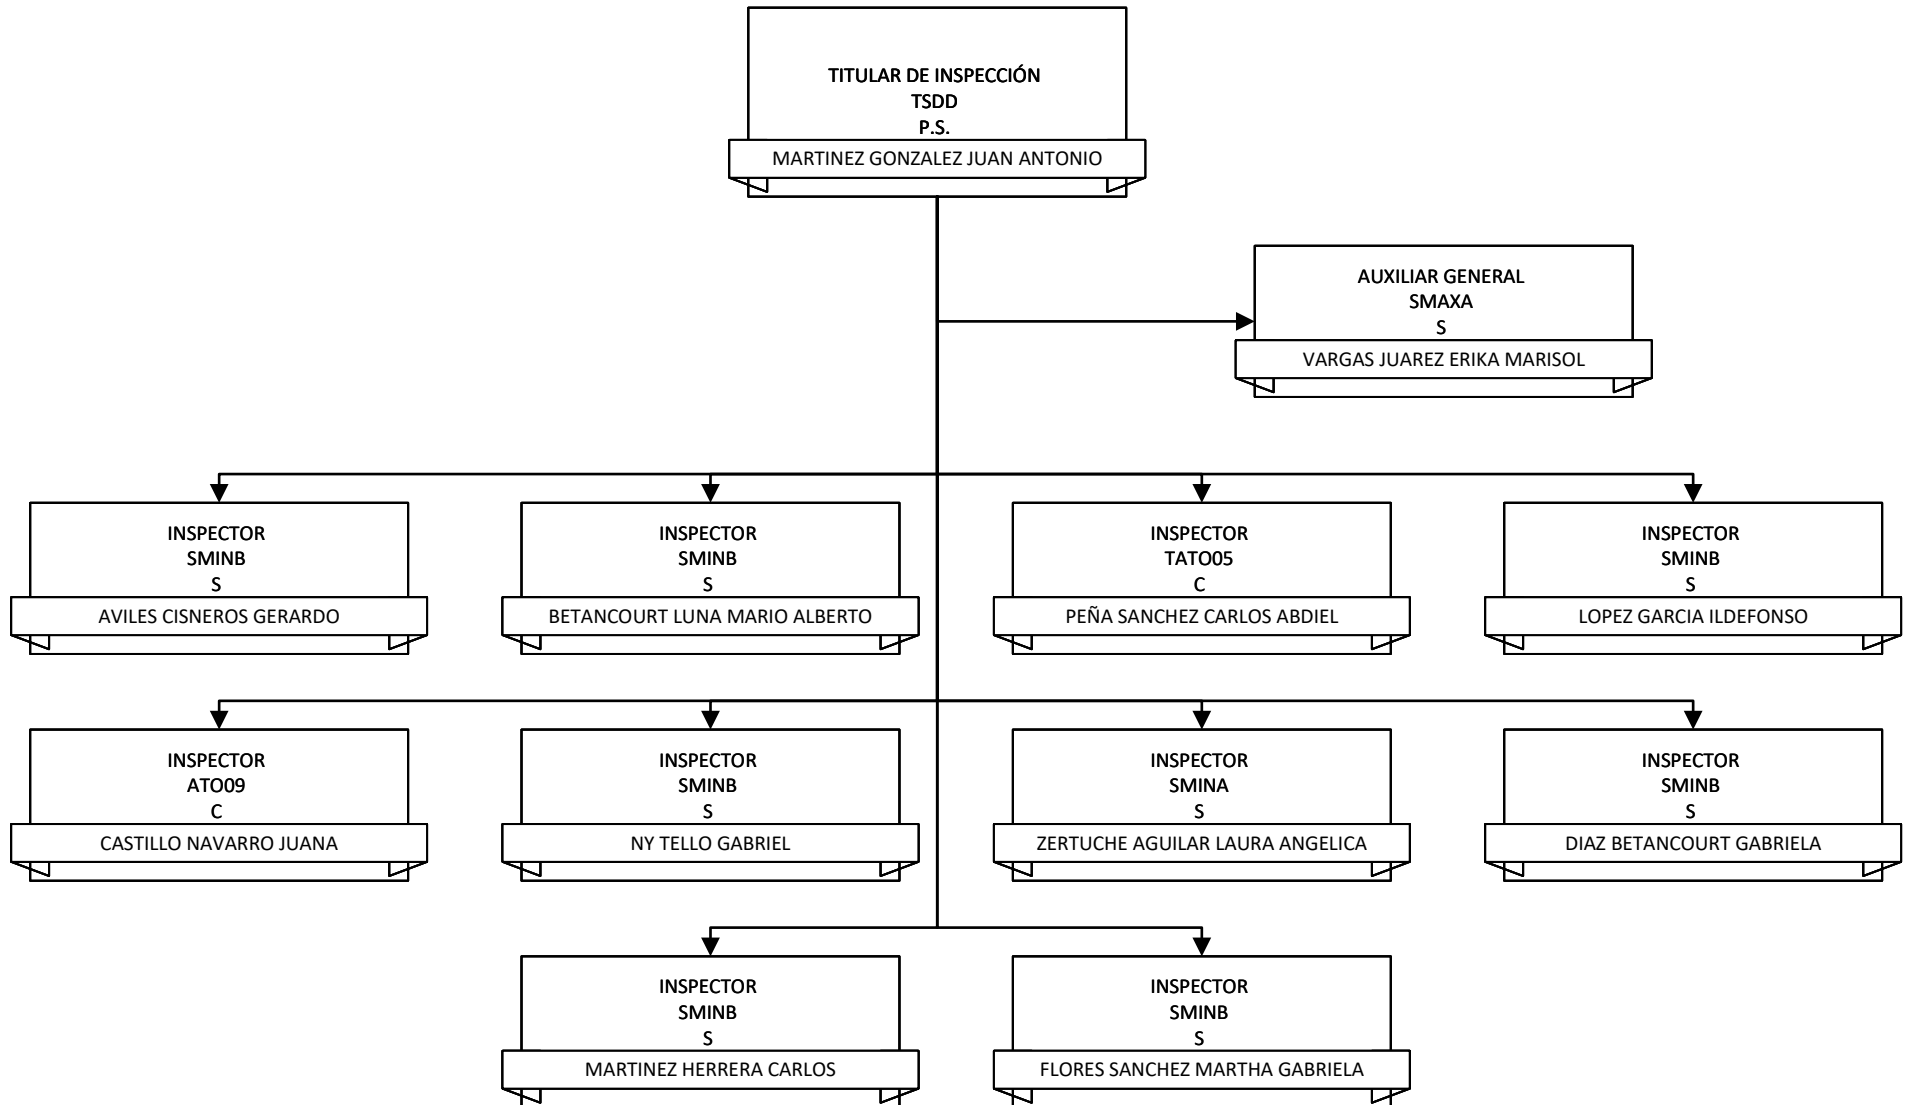 TITULAR DE INSPECCIÓN
TSDD
P.S.
MARTINEZ GONZALEZ JUAN ANTONIO
AUXILIAR GENERAL
SMAXA
S
VARGAS JUAREZ ERIKA MARISOL
INSPECTOR
SMINB
S
AVILES CISNEROS GERARDO
INSPECTOR
SMINB
S
BETANCOURT LUNA MARIO ALBERTO
INSPECTOR
TATO05
C
PEÑA SANCHEZ CARLOS ABDIEL
INSPECTOR
SMINB
S
LOPEZ GARCIA ILDEFONSO
INSPECTOR
ATO09
C
CASTILLO NAVARRO JUANA
INSPECTOR
SMINB
S
NY TELLO GABRIEL
INSPECTOR
SMINA
S
ZERTUCHE AGUILAR LAURA ANGELICA
INSPECTOR
SMINB
S
DIAZ BETANCOURT GABRIELA
INSPECTOR
SMINB
S
MARTINEZ HERRERA CARLOS
INSPECTOR
SMINB
S
FLORES SANCHEZ MARTHA GABRIELA